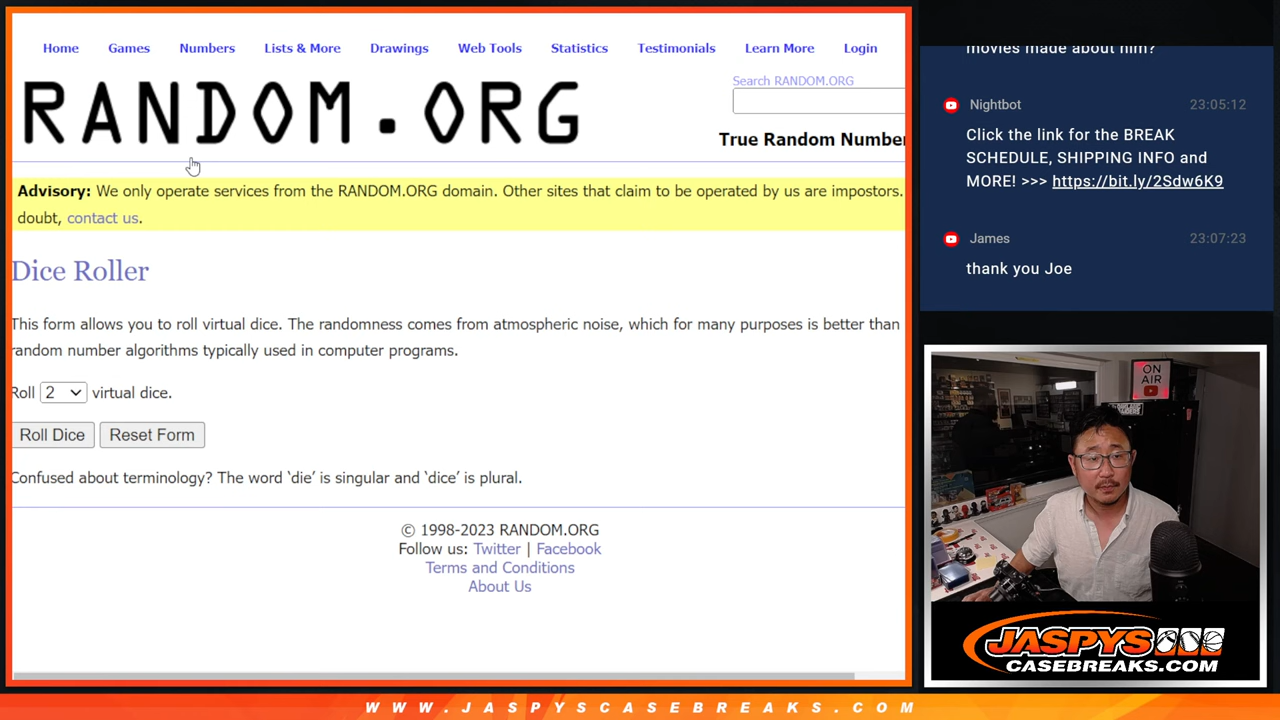 Home Games Numbers Lists & More Drawings Web Tools Statistics Testimonials Learn More Login
RANDOM.ORG
Search RANDOM.ORG
True Random Number
Advisory: We only operate services from the RANDOM.ORG domain. Other sites that claim to be operated by us are impostors.
doubt, contact us.
Dice Roller
This form allows you to roll virtual dice. The randomness comes from atmospheric noise, which for many purposes is better than
random number algorithms typically used in computer programs.
Roll 2 virtual dice.
Roll Dice Reset Form
Confused about terminology? The word ‘die’ is singular and ‘dice’ is plural.
© 1998-2023 RANDOM.ORG
Follow us: Twitter | Facebook
Terms and Conditions
About Us
movies made about him?
Nightbot 23:05:12
Click the link for the BREAK
SCHEDULE, SHIPPING INFO and
MORE! >>> https://bit.ly/2Sdw6K9
James 23:07:23
thank you Joe
ON
AIR
JASPYS
CASEBREAKS.COM
WWW.JASPYSCASEBREAKS.COM